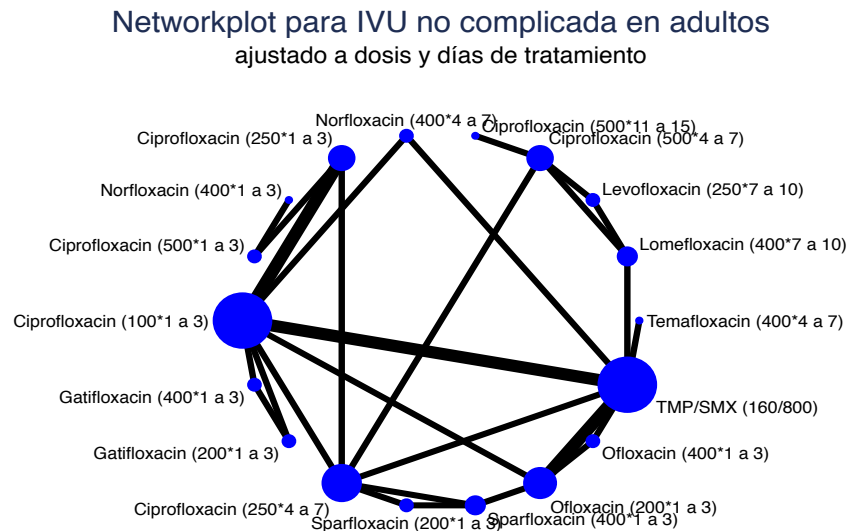 Networkplot para IVU no complicada en adultos
ajustado a dosis y días de tratamiento
Norfloxacin (400*4 a 7)
Ciprofloxacin (500*11 a 15)
Ciprofloxacin (250*1 a 3)
Ciprofloxacin (500*4 a 7)
Norfloxacin (400*1 a 3)
Levofloxacin (250*7 a 10)
Ciprofloxacin (500*1 a 3)
Lomefloxacin (400*7 a 10)
Ciprofloxacin (100*1 a 3)
Temafloxacin (400*4 a 7)
Gatifloxacin (400*1 a 3)
TMP/SMX (160/800)
Gatifloxacin (200*1 a 3)
Ofloxacin (400*1 a 3)
Ciprofloxacin (250*4 a 7)
Ofloxacin (200*1 a 3)
Sparfloxacin (200*1 a 3)
Sparfloxacin (400*1 a 3)